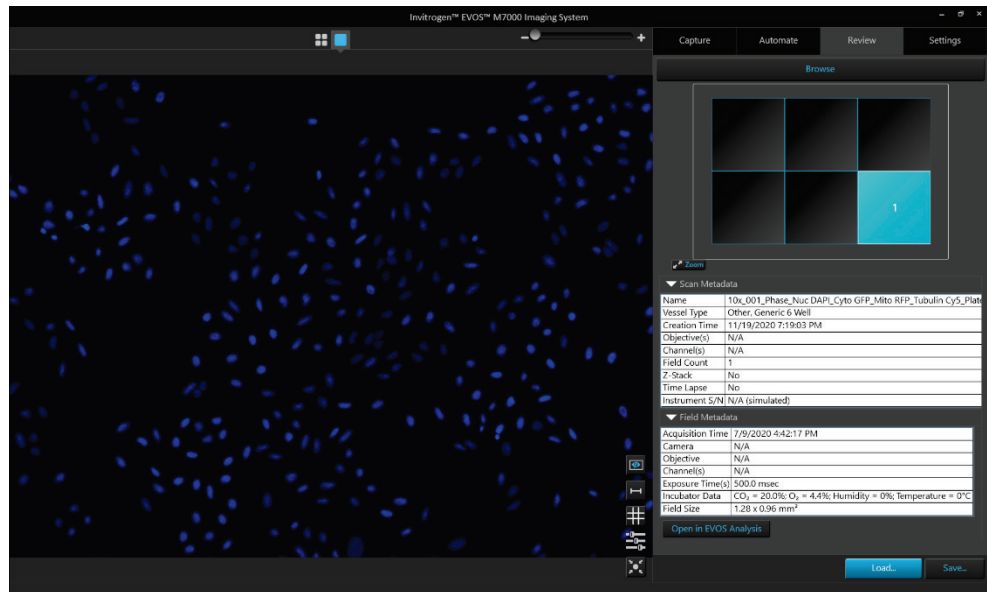 Invitrogen™ EVOS™ M7000 Imaging System
Capture Automate Review Settings
Browse
1
Zoom
Scan Metadata
Name 10x_001_Phase_Nuc DAPI_Cyto GFP_Mito RFP_Tubulin Cy5_Plate
Vessel Type Other, Generic 6 Well
Creation Time 11/19/2020 7:19:03 PM
Objective(s) N/A
Channel(s) N/A
Field Count 1
Z-Stack No
Time Lapse No
Instrument S/N N/A (simulated)
Field Metadata
Acquisition Time 7/9/2020 4:42:17 PM
Camera N/A
Objective N/A
Channel(s) N/A
Exposure Time(s) 500.0 msec
Incubator Data CO₂ = 20.0%; O₂ = 4.4%; Humidity = 0%; Temperature = 0°C
Field Size 1.28 x 0.96 mm²
Open in EVOS Analysis
Load... Save...